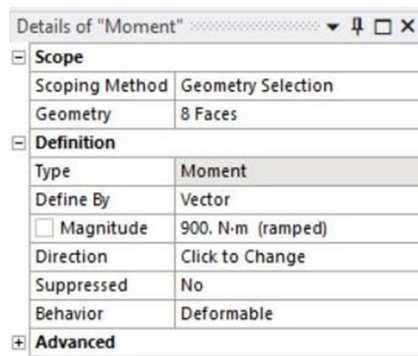 Details of "Moment"
Scope
Scoping Method Geometry Selection
Geometry 8 Faces
Definition
Type Moment
Define By Vector
Magnitude 900. N·m (ramped)
Direction Click to Change
Suppressed No
Behavior Deformable
Advanced